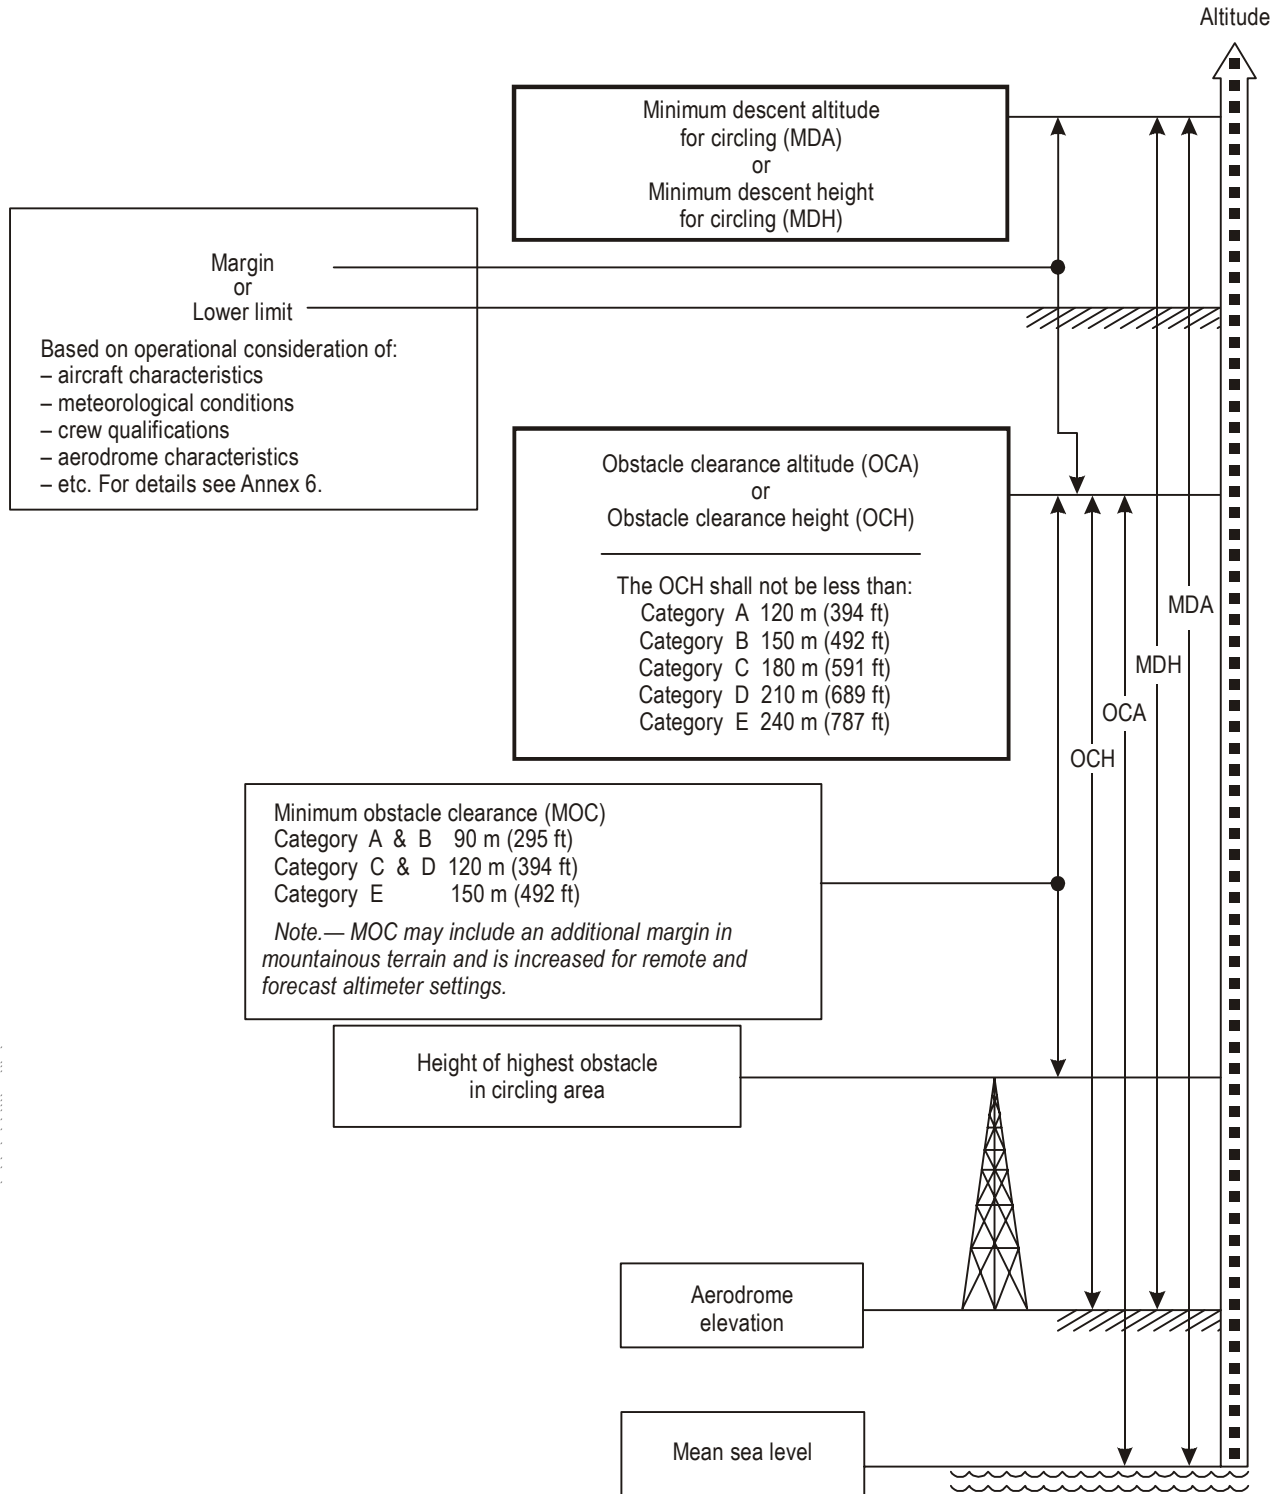 Altitude
Minimum descent altitude
for circling (MDA)
or
Minimum descent height
for circling (MDH)
Margin
or
Lower limit
Based on operational consideration of:
– aircraft characteristics
– meteorological conditions
– crew qualifications
– aerodrome characteristics
– etc. For details see Annex 6.
Obstacle clearance altitude (OCA)
or
Obstacle clearance height (OCH)
The OCH shall not be less than:
Category A 120 m (394 ft)
Category B 150 m (492 ft)
Category C 180 m (591 ft)
Category D 210 m (689 ft)
Category E 240 m (787 ft)
MDA
MDH
OCA
OCH
Minimum obstacle clearance (MOC)
Category A & B 90 m (295 ft)
Category C & D 120 m (394 ft)
Category E 150 m (492 ft)
Note.— MOC may include an additional margin in
mountainous terrain and is increased for remote and
forecast altimeter settings.
Height of highest obstacle
in circling area
Aerodrome
elevation
Mean sea level